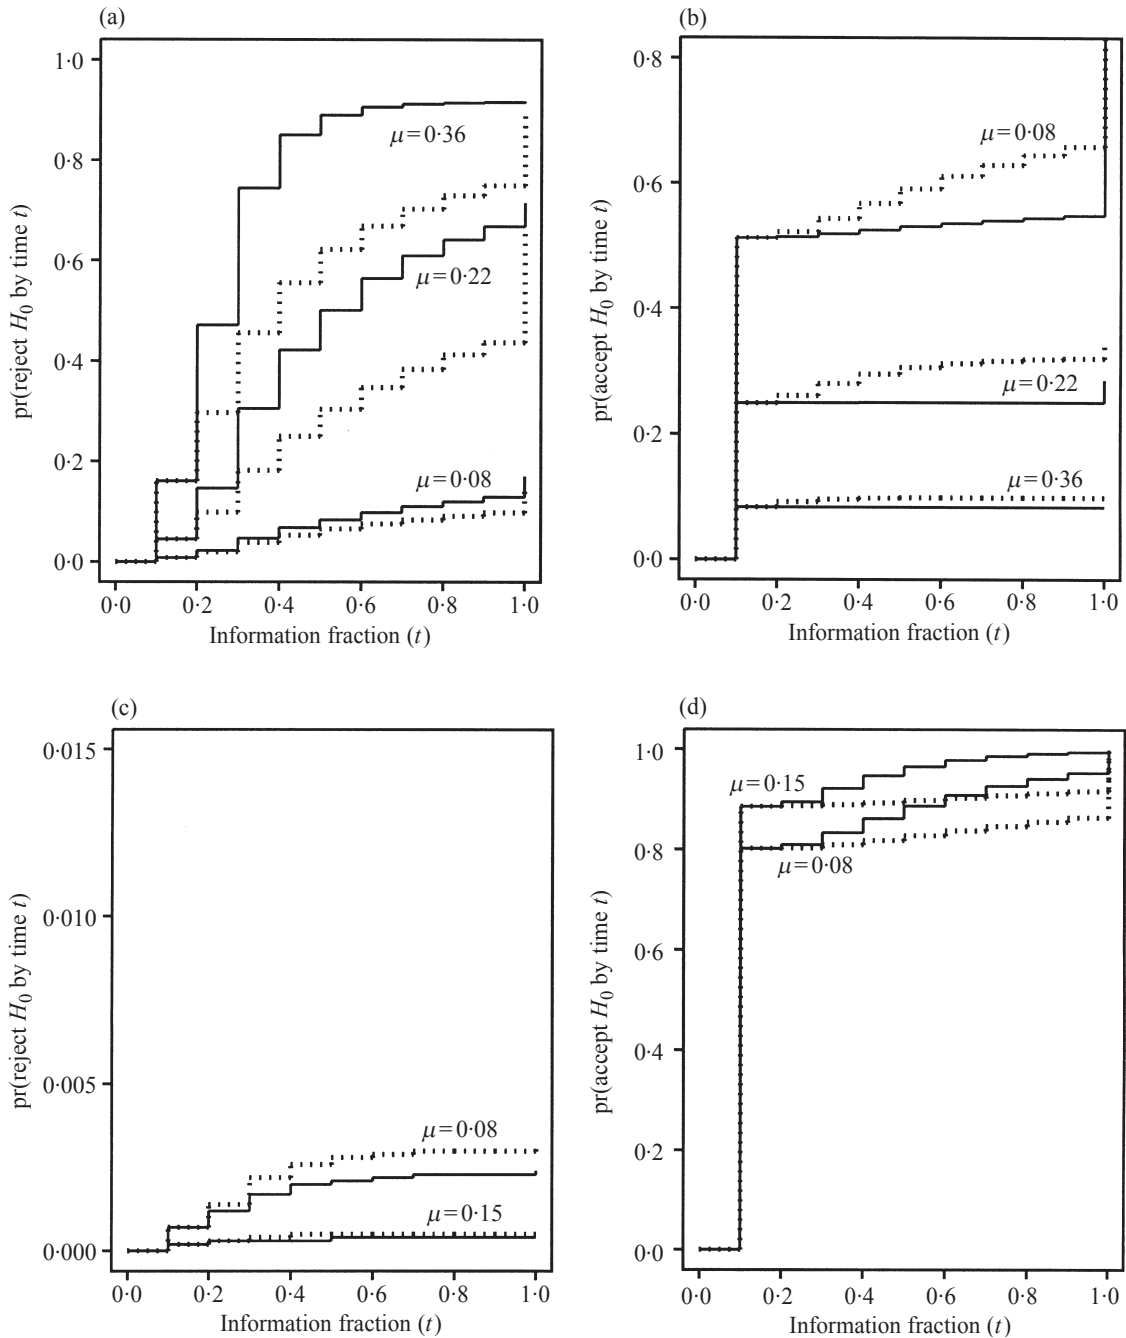 (a)
pr(reject H0 by time t)
1·0
0·8
0·6
0·4
0·2
0·0
μ=0·36
μ=0·22
μ=0·08
0·0 0·2 0·4 0·6 0·8 1·0
Information fraction (t)
(b)
pr(accept H0 by time t)
0·8
0·6
0·4
0·2
0·0
μ=0·08
μ=0·22
μ=0·36
0·0 0·2 0·4 0·6 0·8 1·0
Information fraction (t)
(c)
pr(reject H0 by time t)
0·015
0·010
0·005
0·000
μ=0·08
μ=0·15
0·0 0·2 0·4 0·6 0·8 1·0
Information fraction (t)
(d)
pr(accept H0 by time t)
1·0
0·8
0·6
0·4
0·2
0·0
μ=0·15
μ=0·08
0·0 0·2 0·4 0·6 0·8 1·0
Information fraction (t)